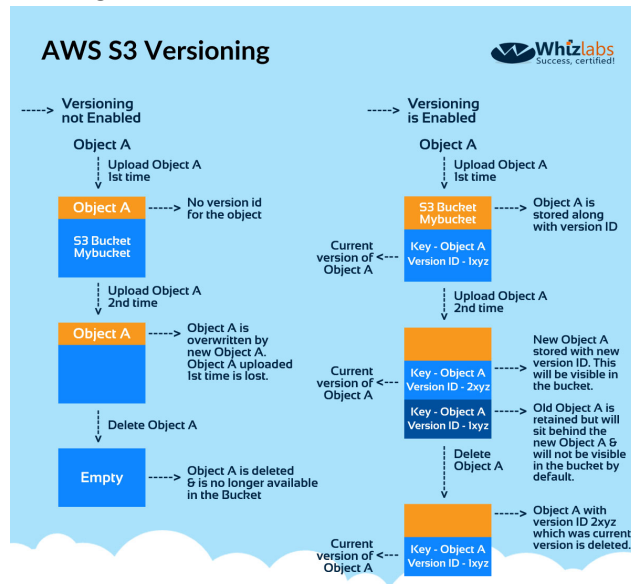 AWS S3 Versioning
Whizlabs
Success, certified!
Versioning
not Enabled
Object A
Upload Object A
1st time
Object A
S3 Bucket
Mybucket
No version id
for the object
Upload Object A
2nd time
Object A
Object A is
overwritten by
new Object A.
Object A uploaded
1st time is lost.
Delete Object A
Empty
Object A is deleted
& is no longer available
in the Bucket
Versioning
is Enabled
Object A
Upload Object A
1st time
S3 Bucket
Mybucket
Key - Object A
Version ID - 1xyz
Object A is
stored along
with version ID
Current
version of
Object A
Upload Object A
2nd time
Key - Object A
Version ID - 2xyz
Key - Object A
Version ID - 1xyz
Current
version of
Object A
New Object A
stored with new
version ID. This
will be visible in
the bucket.
Old Object A is
retained but will
sit behind the
new Object A &
will not be visible
in the bucket by
default.
Delete
Object A
Key - Object A
Version ID - 1xyz
Current
version of
Object A
Object A with
version ID 2xyz
which was current
version is deleted.